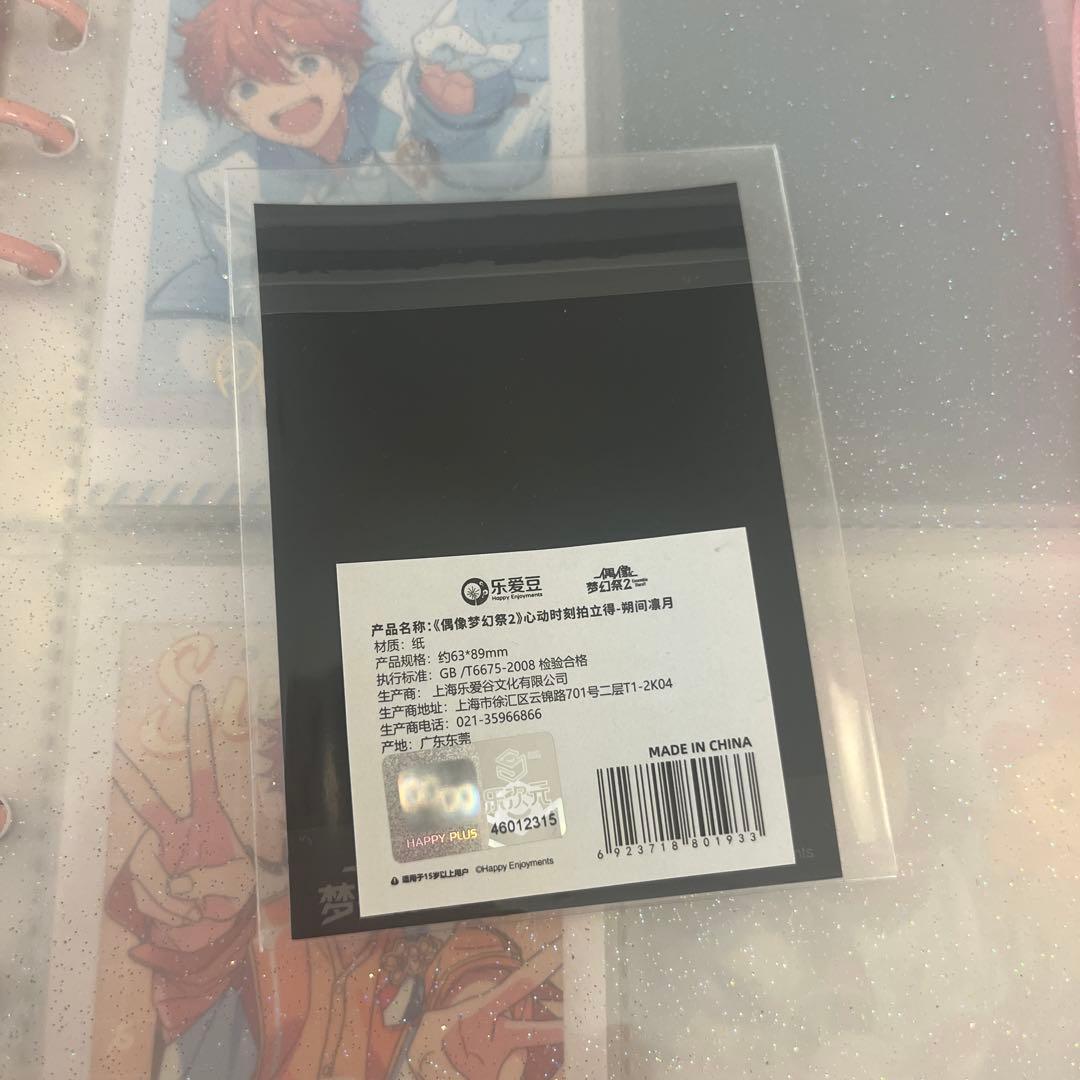 乐爱豆
Happy Enjoyments
偶像
梦幻祭2
产品名称:《偶像梦幻祭2》心动时刻拍立得-朔间凛月
材质: 纸
产品规格: 约63*89mm
执行标准: GB /T6675-2008 检验合格
生产商: 上海乐爱谷文化有限公司
生产商地址: 上海市徐汇区云锦路701号二层T1-2K04
生产商电话: 021-35966866
产地: 广东东莞
MADE IN CHINA
乐次元
HAPPY PLUS
46012315
6 923718 801933
适用于15岁以上用户 ©Happy Enjoyments
梦